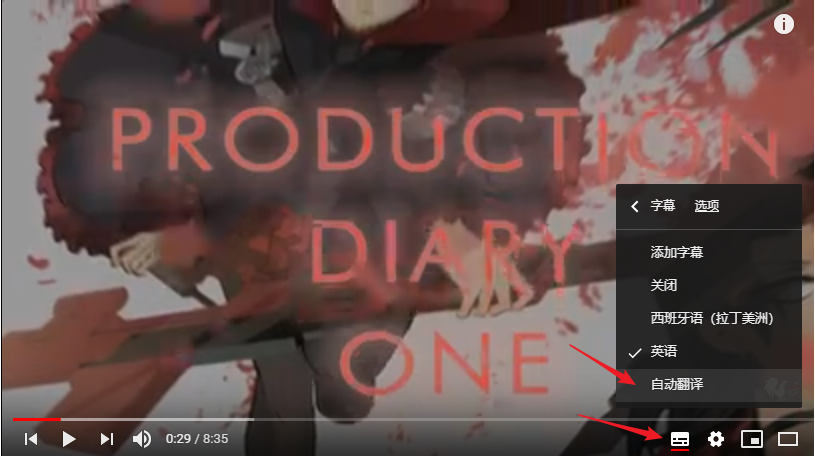 PRODUCTION
DIARY
ONE
字幕 选项
添加字幕
关闭
西班牙语（拉丁美洲）
英语
自动翻译
0:29 / 8:35